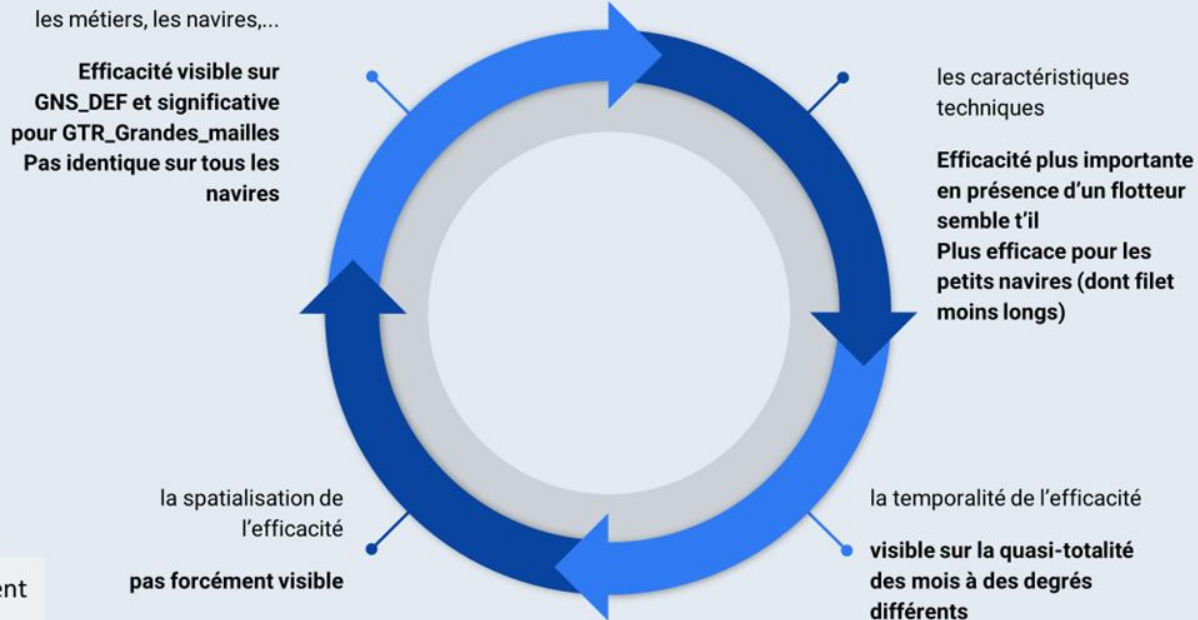 les métiers, les navires,...
Efficacité visible sur
GNS_DEF et significative
pour GTR_Grandes_mailles
Pas identique sur tous les
navires
les caractéristiques
techniques
Efficacité plus importante
en présence d'un flotteur
semble t'il
Plus efficace pour les
petits navires (dont filet
moins longs)
la spatialisation de
l'efficacité
pas forcément visible
la temporalité de l'efficacité
visible sur la quasi-totalité
des mois à des degrés
différents